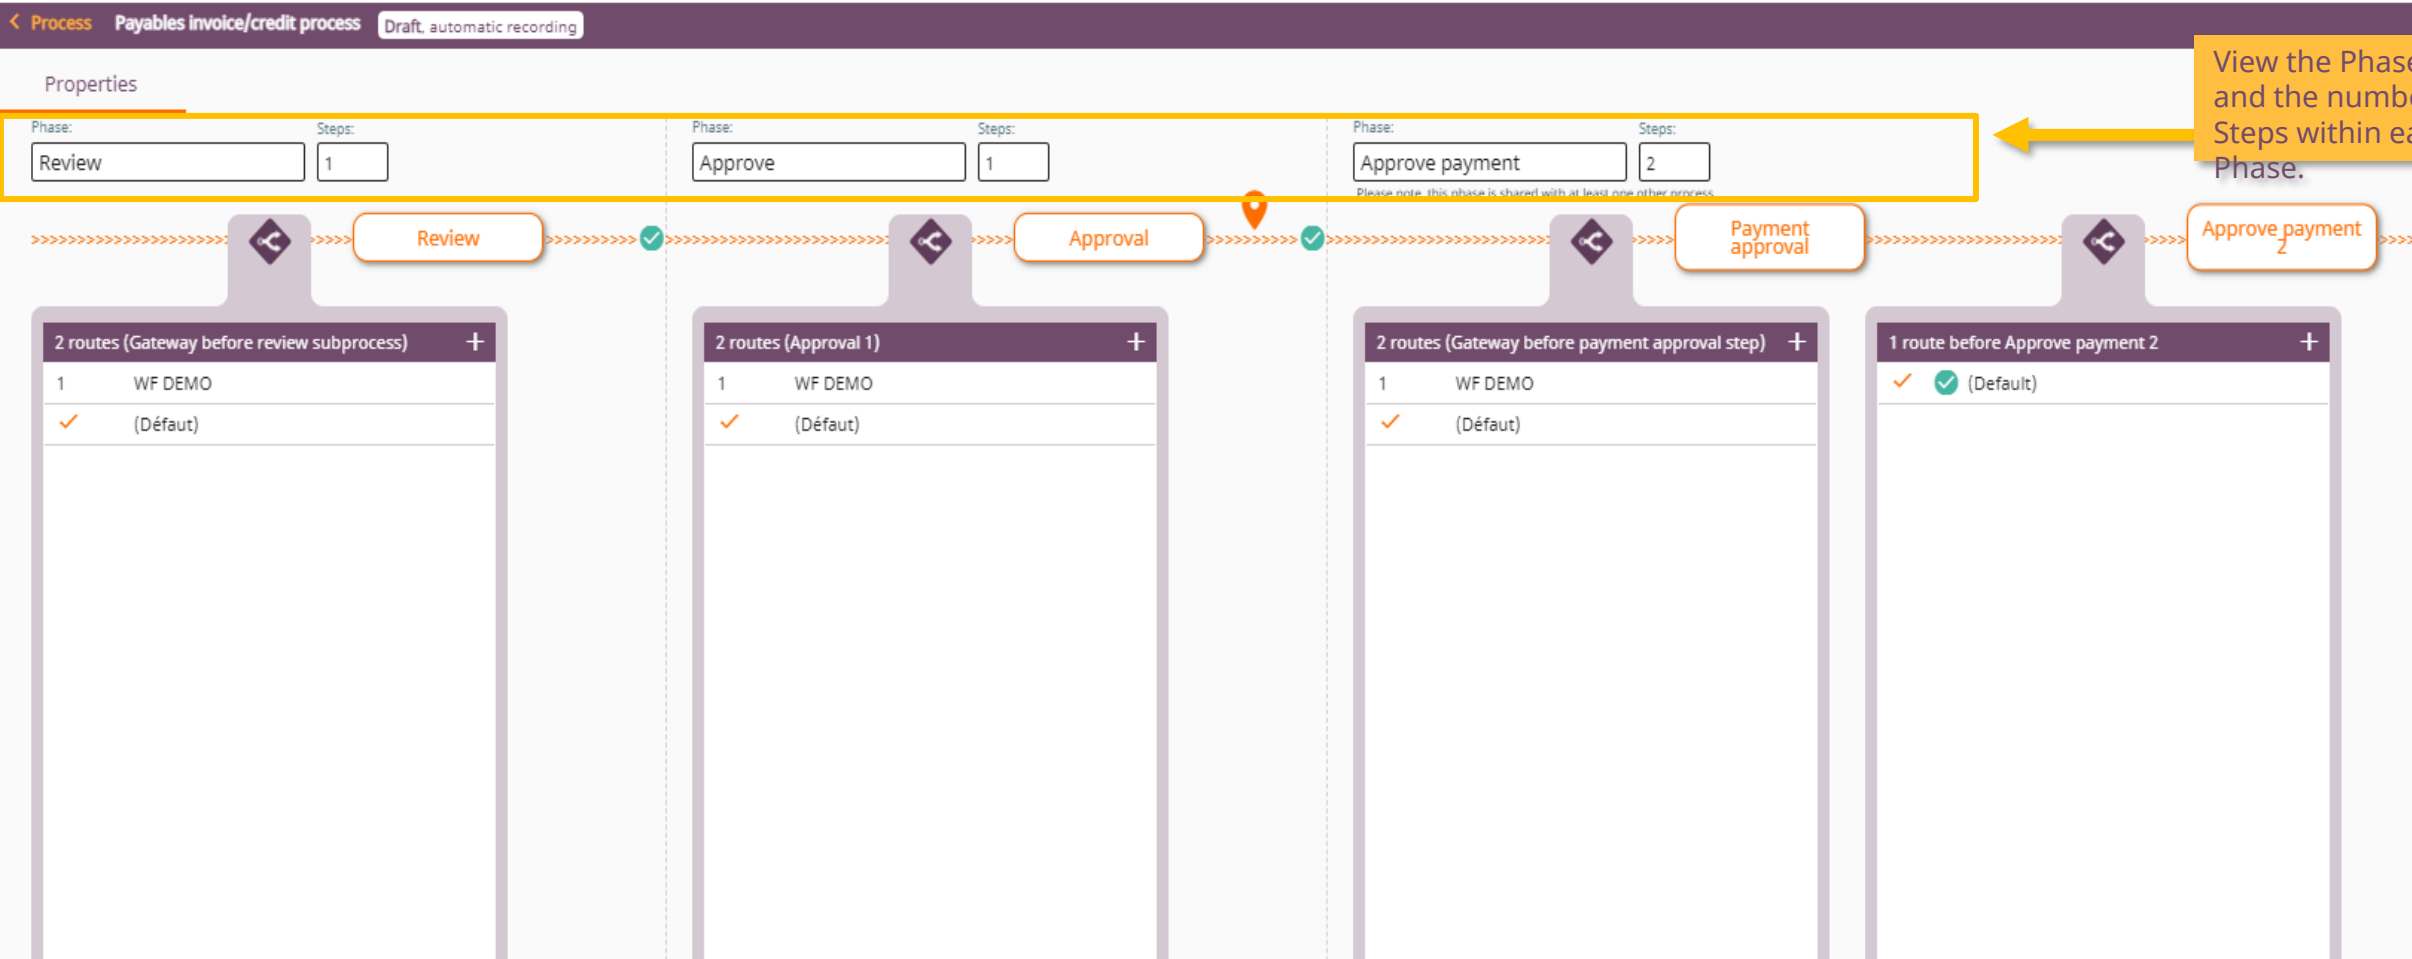 Process Payables invoice/credit process Draft, automatic recording
View the Phase
and the numbe
Steps within ea
Phase.
Properties
Phase: Steps: Phase: Steps: Phase: Steps:
Review 1 Approve 1 Approve payment 2
Please note, this phase is shared with at least one other process
Review Approval Payment approval Approve payment 2
2 routes (Gateway before review subprocess) +
1 WF DEMO
(Défaut)
2 routes (Approval 1) +
1 WF DEMO
(Défaut)
2 routes (Gateway before payment approval step) +
1 WF DEMO
(Défaut)
1 route before Approve payment 2 +
(Default)